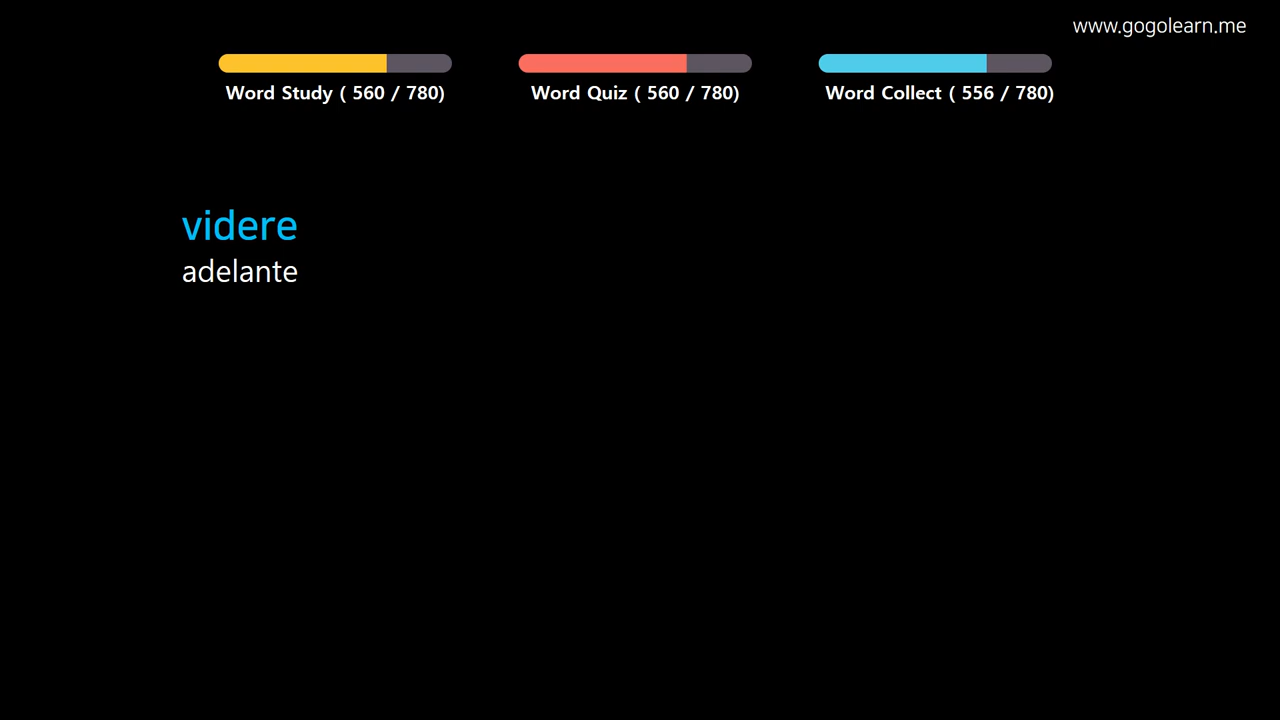 www.gogolearn.me
Word Study ( 560 / 780)
Word Quiz ( 560 / 780)
Word Collect ( 556 / 780)
videre
adelante